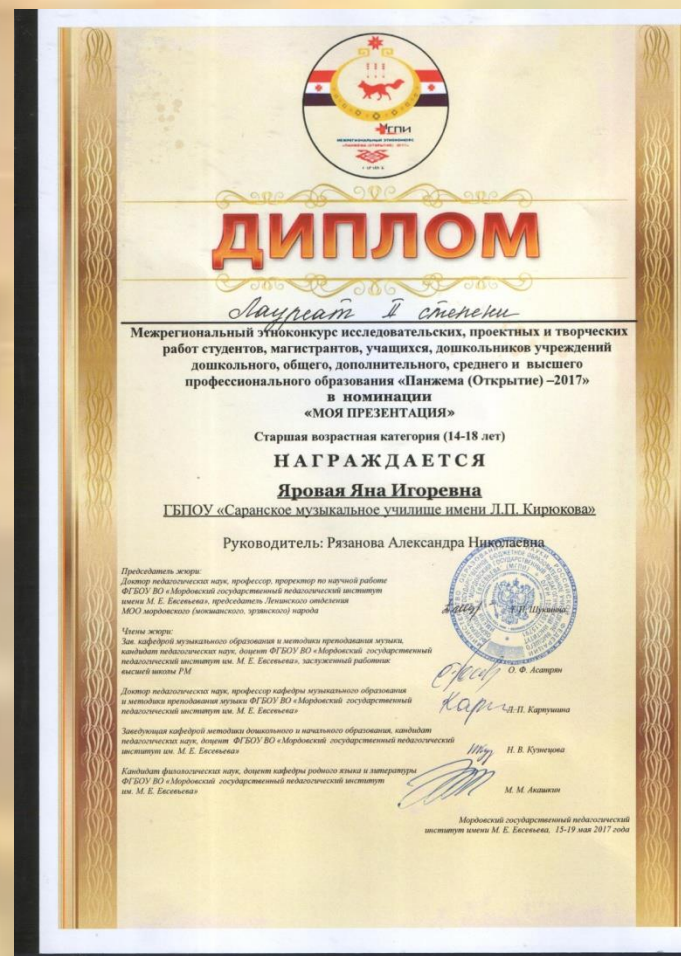 МГПИ
МЕЖРЕГИОНАЛЬНЫЙ ЭТНОКОНКУРС
«ПАНЖЕМА (ОТКРЫТИЕ) -2017»
ДИПЛОМ
Лауреат II степени
Межрегиональный этноконкурс исследовательских, проектных и творческих
работ студентов, магистрантов, учащихся, дошкольников учреждений
дошкольного, общего, дополнительного, среднего и высшего
профессионального образования «Панжема (Открытие) –2017»
в номинации
«МОЯ ПРЕЗЕНТАЦИЯ»
Старшая возрастная категория (14-18 лет)
НАГРАЖДАЕТСЯ
Яровая Яна Игоревна
ГБПОУ «Саранское музыкальное училище имени Л.П. Кирюкова»
Руководитель: Рязанова Александра Николаевна
Председатель жюри:
Доктор педагогических наук, профессор, проректор по научной работе
ФГБОУ ВО «Мордовский государственный педагогический институт
имени М. Е. Евсевьева», председатель Ленинского отделения
МОО мордовского (мокшанского, эрзянского) народа
Т.И. Шукшина
Члены жюри:
Зав. кафедрой музыкального образования и методики преподавания музыки,
кандидат педагогических наук, доцент ФГБОУ ВО «Мордовский государственный
педагогический институт им. М. Е. Евсевьева», заслуженный работник
высшей школы РМ
О. Ф. Асатрян
Доктор педагогических наук, профессор кафедры музыкального образования
и методики преподавания музыки ФГБОУ ВО «Мордовский государственный
педагогический институт им. М. Е. Евсевьева»
Л. П. Карпушина
Заведующая кафедрой методики дошкольного и начального образования, кандидат
педагогических наук, доцент ФГБОУ ВО «Мордовский государственный педагогический
институт им. М. Е. Евсевьева»
Н. В. Кузнецова
Кандидат филологических наук, доцент кафедры родного языка и литературы
ФГБОУ ВО «Мордовский государственный педагогический институт
им. М. Е. Евсевьева»
М. М. Акашкин
Мордовский государственный педагогический
институт имени М. Е. Евсевьева, 15-19 мая 2017 года